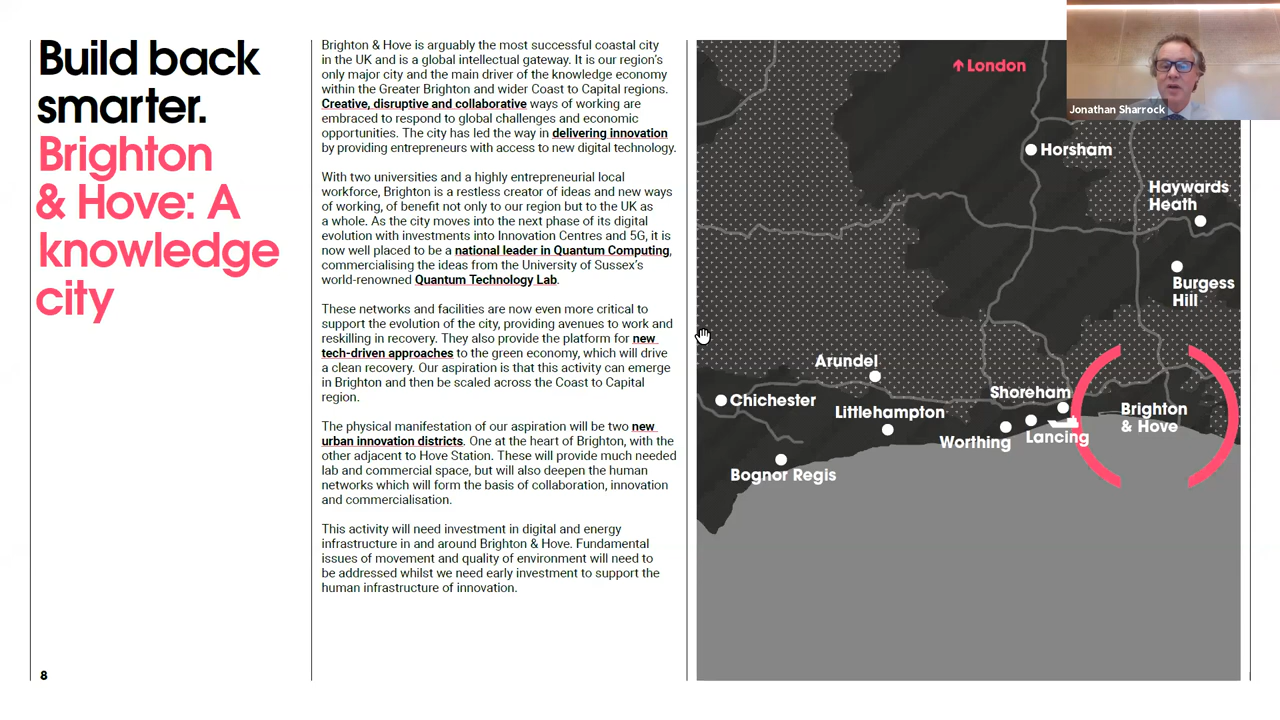 Build back
smarter.
Brighton
& Hove: A
knowledge
city
Brighton & Hove is arguably the most successful coastal city
in the UK and is a global intellectual gateway. It is our region's
only major city and the main driver of the knowledge economy
within the Greater Brighton and wider Coast to Capital regions.
Creative, disruptive and collaborative ways of working are
embraced to respond to global challenges and economic
opportunities. The city has led the way in delivering innovation
by providing entrepreneurs with access to new digital technology.
With two universities and a highly entrepreneurial local
workforce, Brighton is a restless creator of ideas and new ways
of working, of benefit not only to our region but to the UK as
a whole. As the city moves into the next phase of its digital
evolution with investments into Innovation Centres and 5G, it is
now well placed to be a national leader in Quantum Computing,
commercialising the ideas from the University of Sussex's
world-renowned Quantum Technology Lab.
These networks and facilities are now even more critical to
support the evolution of the city, providing avenues to work and
reskilling in recovery. They also provide the platform for new
tech-driven approaches to the green economy, which will drive
a clean recovery. Our aspiration is that this activity can emerge
in Brighton and then be scaled across the Coast to Capital
region.
The physical manifestation of our aspiration will be two new
urban innovation districts. One at the heart of Brighton, with the
other adjacent to Hove Station. These will provide much needed
lab and commercial space, but will also deepen the human
networks which will form the basis of collaboration, innovation
and commercialisation.
This activity will need investment in digital and energy
infrastructure in and around Brighton & Hove. Fundamental
issues of movement and quality of environment will need to
be addressed whilst we need early investment to support the
human infrastructure of innovation.
8
↑ London
Jonathan Sharrock
Horsham
Haywards
Heath
Burgess
Hill
Arundel
Shoreham
Chichester
Littlehampton
Brighton
& Hove
Worthing
Lancing
Bognor Regis